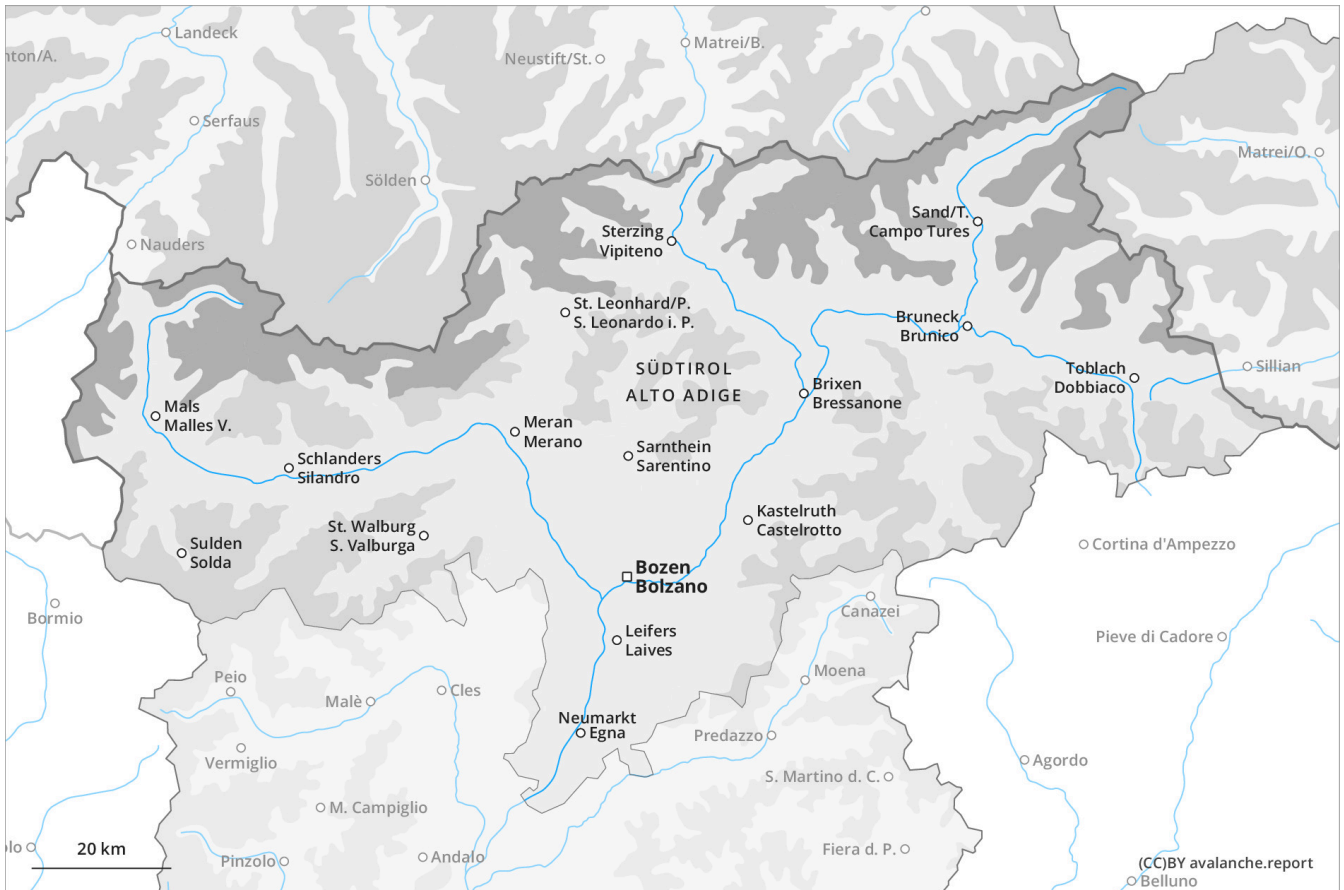 Landeck
nton/A.
Matrei/B.
Neustift/St.
Serfaus
Matrei/O.
Sölden
Sand/T.
Campo Tures
Sterzing
Vipiteno
Nauders
St. Leonhard/P.
S. Leonardo i. P.
Bruneck
Brunico
SÜDTIROL
ALTO ADIGE
Toblach
Dobbiaco
Sillian
Brixen
Bressanone
Mals
Malles V.
Meran
Merano
Schlanders
Silandro
Sarnthein
Sarentino
Kastelruth
Castelrotto
St. Walburg
S. Valburga
Sulden
Solda
Cortina d'Ampezzo
Bozen
Bolzano
Bormio
Canazei
Leifers
Laives
Pieve di Cadore
Peio
Malè
Cles
Moena
Neumarkt
Egna
Predazzo
Vermiglio
Agordo
S. Martino d. C.
M. Campiglio
20 km
Pinzolo
Andalo
Fiera d. P.
(CC)BY avalanche.report
Belluno